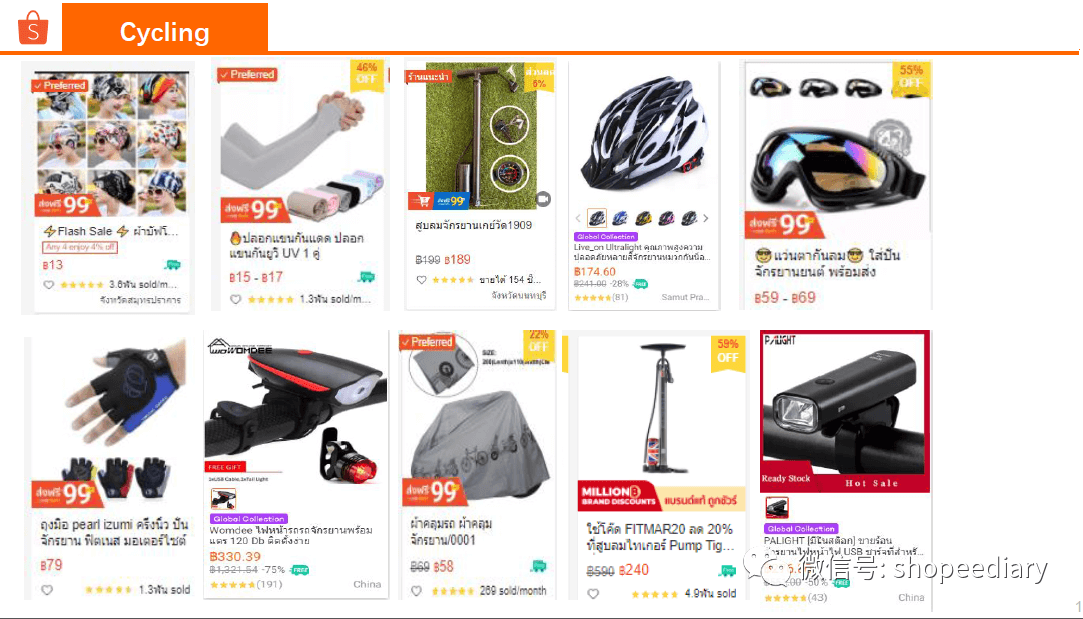 Cycling
Preferred
ส่งฟรี 99
⚡Flash Sale ⚡ ผ้าบัฟวิ...
Any 4 enjoy 4% off
฿13
3.6พัน sold/m...
จังหวัดสมุทรปราการ
Preferred
46%
OFF
ส่งฟรี 99
🔥ปลอกแขนกันแดด ปลอก
แขนกันยูวี UV 1 คู่
฿15 - ฿17
1.3พัน sold/m...
ร้านแนะนำ
ส่วนลด
5%
ส่งฟรี 99
สูบลมจักรยานเกย์วัด1909
฿199 ฿189
ขายได้ 154 ชิ้...
จังหวัดนนทบุรี
Global Collection
Live_on Ultralight คุณภาพสูงความ
ปลอดภัยหลายสีจักรยานหมวกกันน็อ...
฿174.60
฿241.00 -28% FREE
(81)
Samut Pra...
55%
OFF
ส่งฟรี 99
😎แว่นตากันลม😎 ใส่ปั่น
จักรยานยนต์ พร้อมส่ง
฿59 - ฿69
ส่งฟรี 99
ถุงมือ pearl izumi ครึ่งนิ้ว ปั่น
จักรยาน ฟิตเนส มอเตอร์ไซต์
฿79
1.3พัน sold
WOMDEE
FREE GIFT
1xUSB Cable,1xTail Light
Global Collection
Womdee ไฟหน้ารถรถจักรยานพร้อม
แตร 120 Db ติดตั้งง่าย
฿330.39
฿1,321.54 -75% FREE
(191)
China
Preferred
22%
OFF
SIZE:
ส่งฟรี 99
ผ้าคลุมรถ ผ้าคลุม
จักรยาน/0001
฿69 ฿58
269 sold/month
59%
OFF
MILLION฿
BRAND DISCOUNTS
แบรนด์แท้ ถูกชัวร์
ใช้โค้ด FITMAR20 ลด 20%
ที่สูบลมไทเกอร์ Pump Tig...
฿590 ฿240
4.9พัน sold
PALIGHT
Ready Stock
Hot Sale
Global Collection
PALIGHT [มีในสต็อก] ขายร้อน
จักรยานไฟหน้าไฟ USB ชาร์จที่สำหรั...
-50% FREE
(43)
China
微信号: shopeediary
1